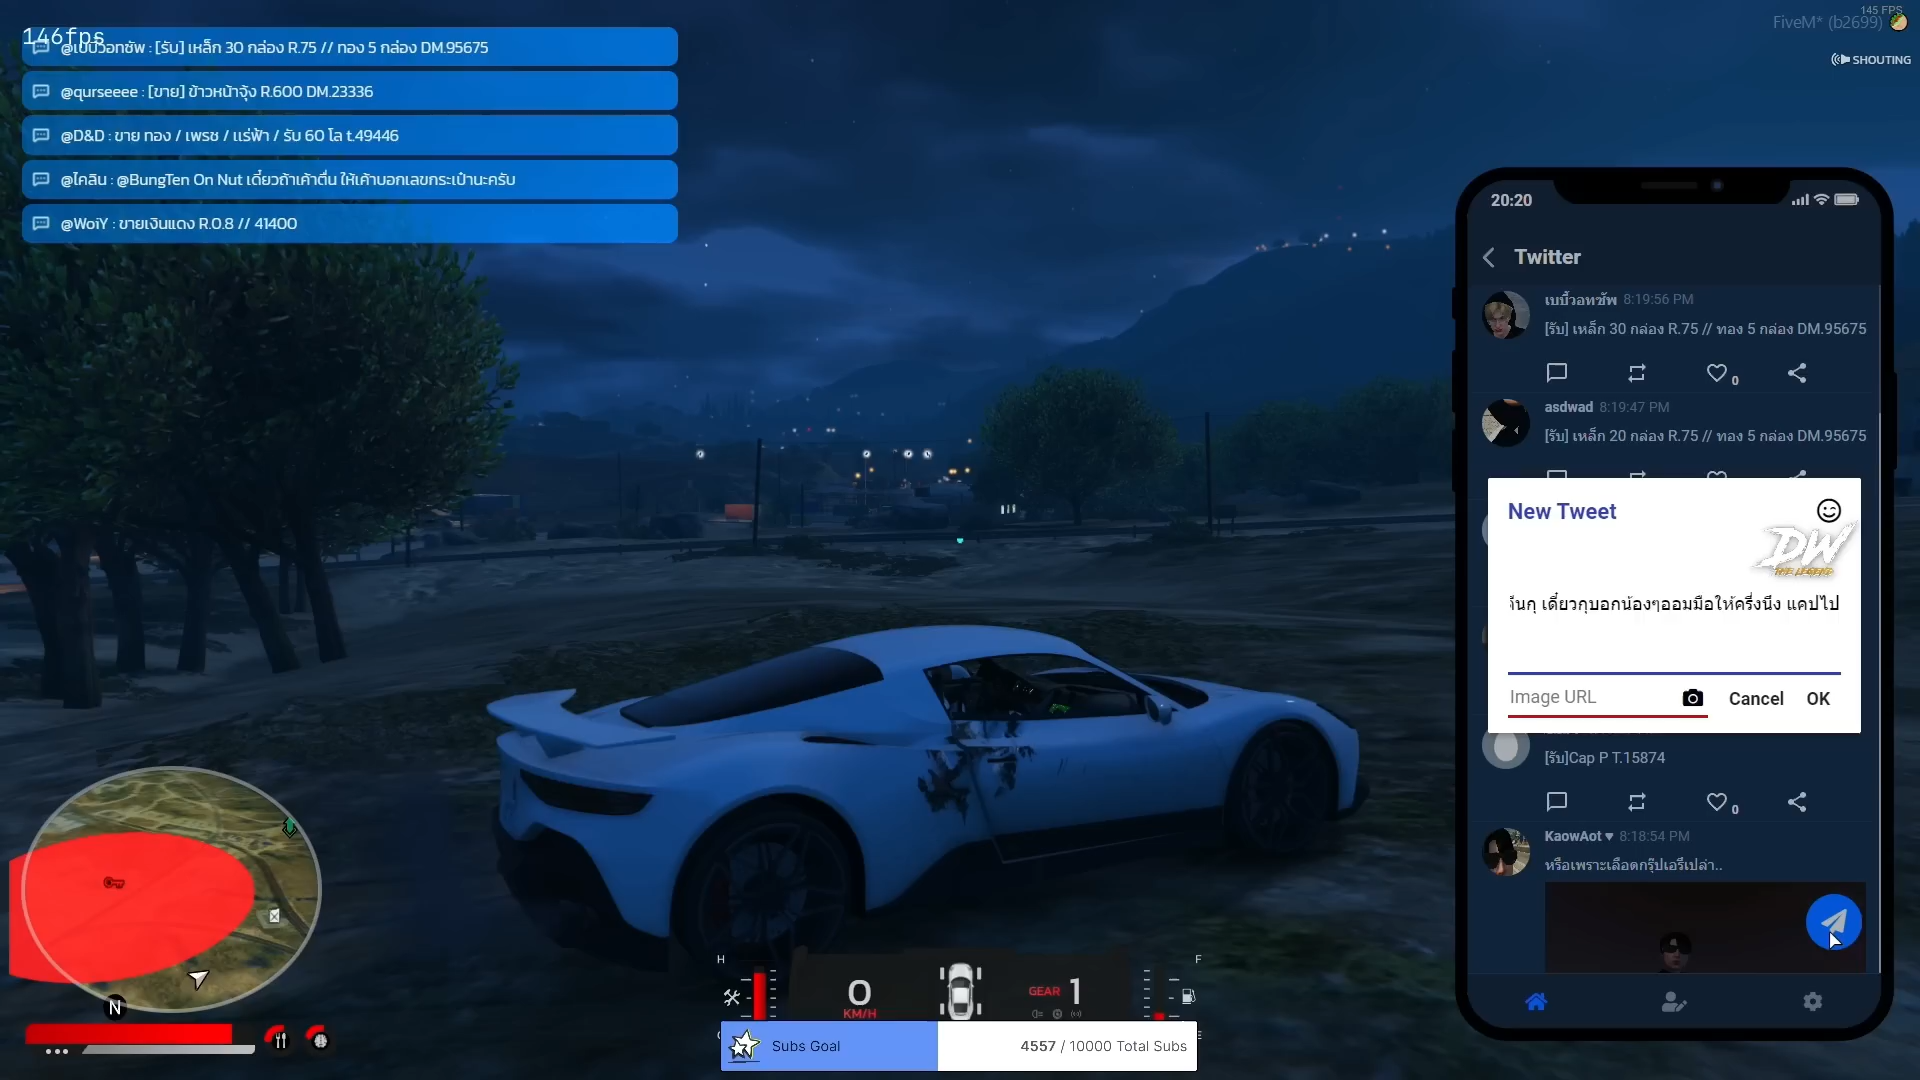 146fps
@เบบี้วอทซัพ : [รับ] เหล็ก 30 กล่อง R.75 // ทอง 5 กล่อง DM.95675
@qurseeee : [ขาย] ข้าวหน้าจุ้ง R.600 DM.23336
@D&D : ขาย ทอง / เพรช / แร่ฟ้า / รับ 60 โล t.49446
@ไคลิน : @BungTen On Nut เดี๋ยวถ้าเค้าตื่น ให้เค้าบอกเลขกระเป๋านะครับ
@WoiY : ขายเงินแดง R.0.8 // 41400
145 FPS
FiveM* (b2699)
SHOUTING
20:20
Twitter
เบบี้วอทซัพ 8:19:56 PM
[รับ] เหล็ก 30 กล่อง R.75 // ทอง 5 กล่อง DM.95675
0
asdwad 8:19:47 PM
[รับ] เหล็ก 20 กล่อง R.75 // ทอง 5 กล่อง DM.95675
New Tweet
DW
THE LEGEND
็นกุ เดี๋ยวกุบอกน้องๆออมมือให้ครึ่งนึง แคปไป
Image URL
Cancel
OK
[รับ]Cap P T.15874
0
KaowAot ♥ 8:18:54 PM
หรือเพราะเลือดกรุ๊ปเอรึเปล่า..
N
H
F
0
KM/H
GEAR 1
E
Subs Goal
4557 / 10000 Total Subs